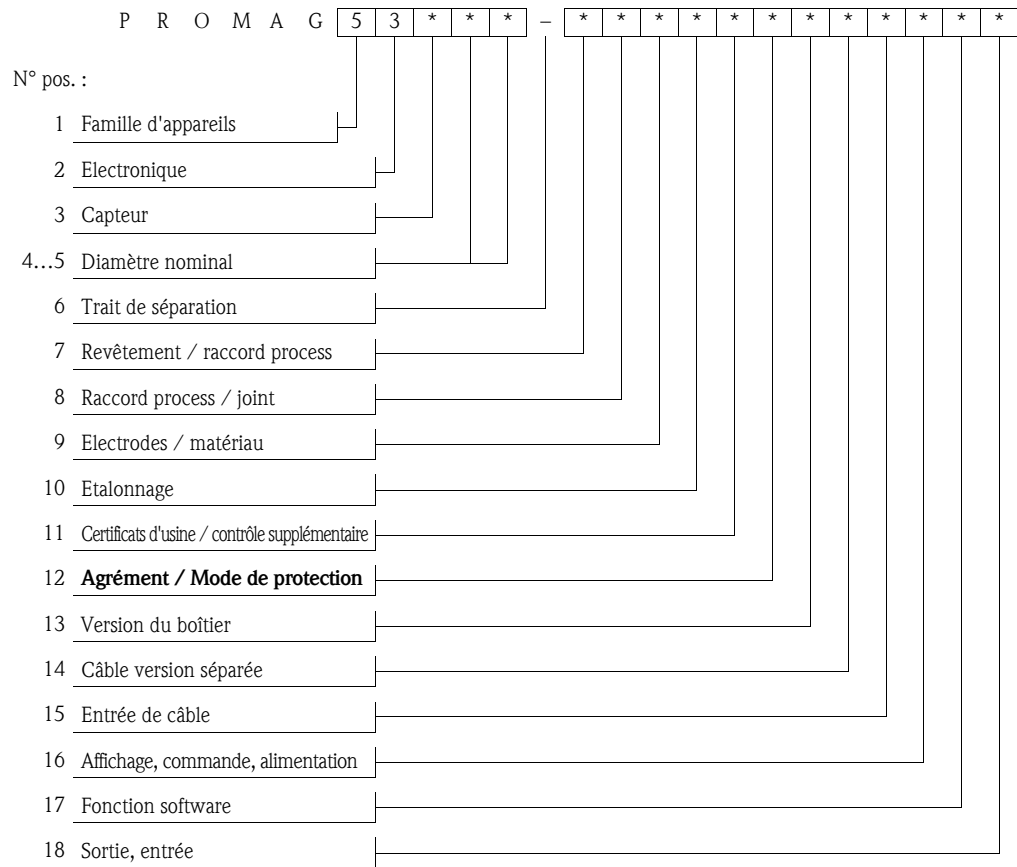 PROMAG 5 3 * * * – * * * * * * * * * * * *
N° pos. :
1 Famille d'appareils
2 Electronique
3 Capteur
4…5 Diamètre nominal
6 Trait de séparation
7 Revêtement / raccord process
8 Raccord process / joint
9 Electrodes / matériau
10 Etalonnage
11 Certificats d'usine / contrôle supplémentaire
12 Agrément / Mode de protection
13 Version du boîtier
14 Câble version séparée
15 Entrée de câble
16 Affichage, commande, alimentation
17 Fonction software
18 Sortie, entrée